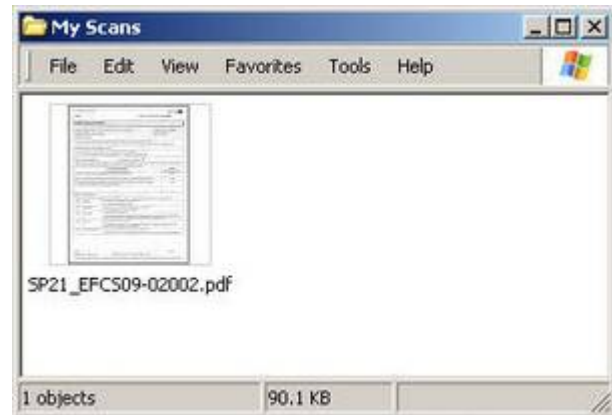 My Scans
File Edit View Favorites Tools Help
SP21_EFCS09-02002.pdf
1 objects 90.1 KB